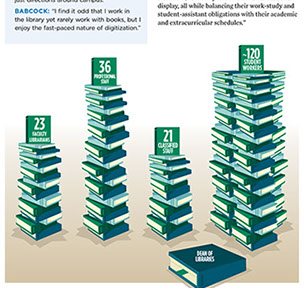 just directions around campus.
BABCOCK: "I find it odd that I work in
the library yet rarely work with books, but I
enjoy the fast-paced nature of digitization."
display, all while balancing their work-study and
student-assistant obligations with their academic
and extracurricular schedules."
36
PROFESSIONAL
STAFF
~120
STUDENT
WORKERS
23
FACULTY
LIBRARIANS
21
CLASSIFIED
STAFF
DEAN OF
LIBRARIES